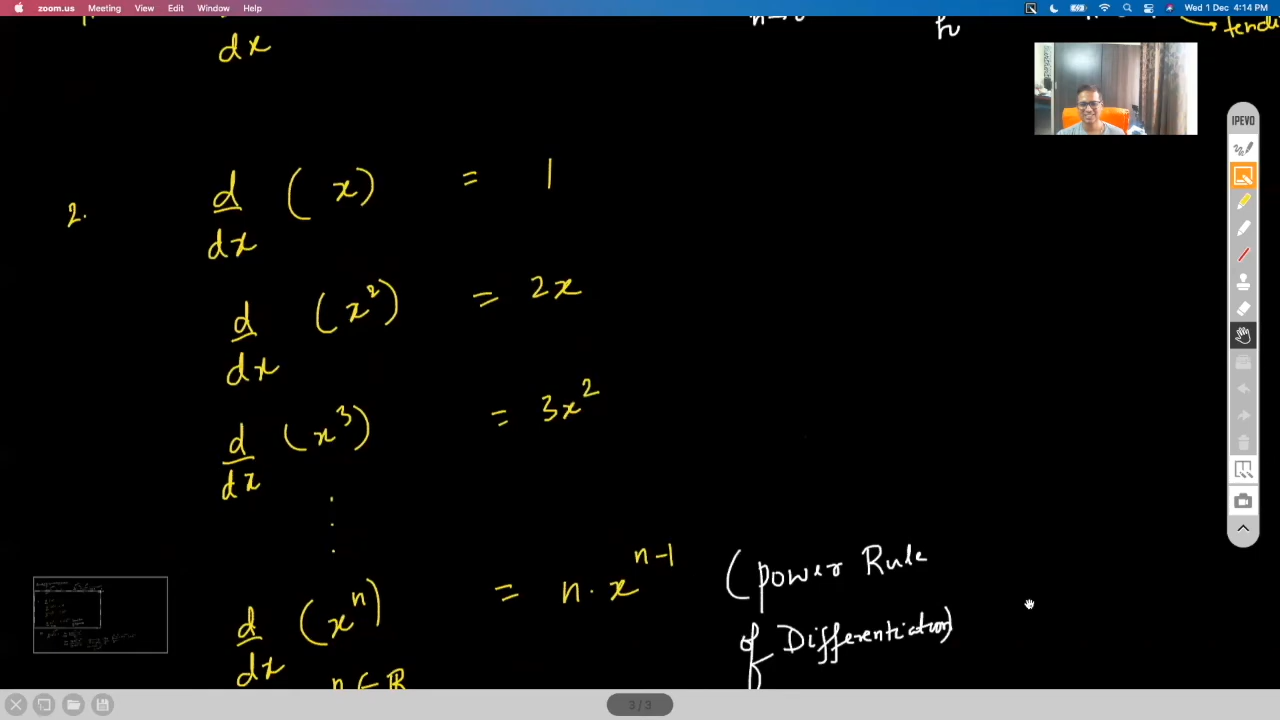 zoom.us Meeting View Edit Window Help Wed 1 Dec 4:14 PM
dx
tend
IPEVO
2. d/dx (x) = 1
d/dx (x²) = 2x
d/dx (x³) = 3x²
⋮
d/dx (xⁿ) = n·xⁿ⁻¹ (power Rule
of Differentiation)
n ∈ ℝ
3 / 3